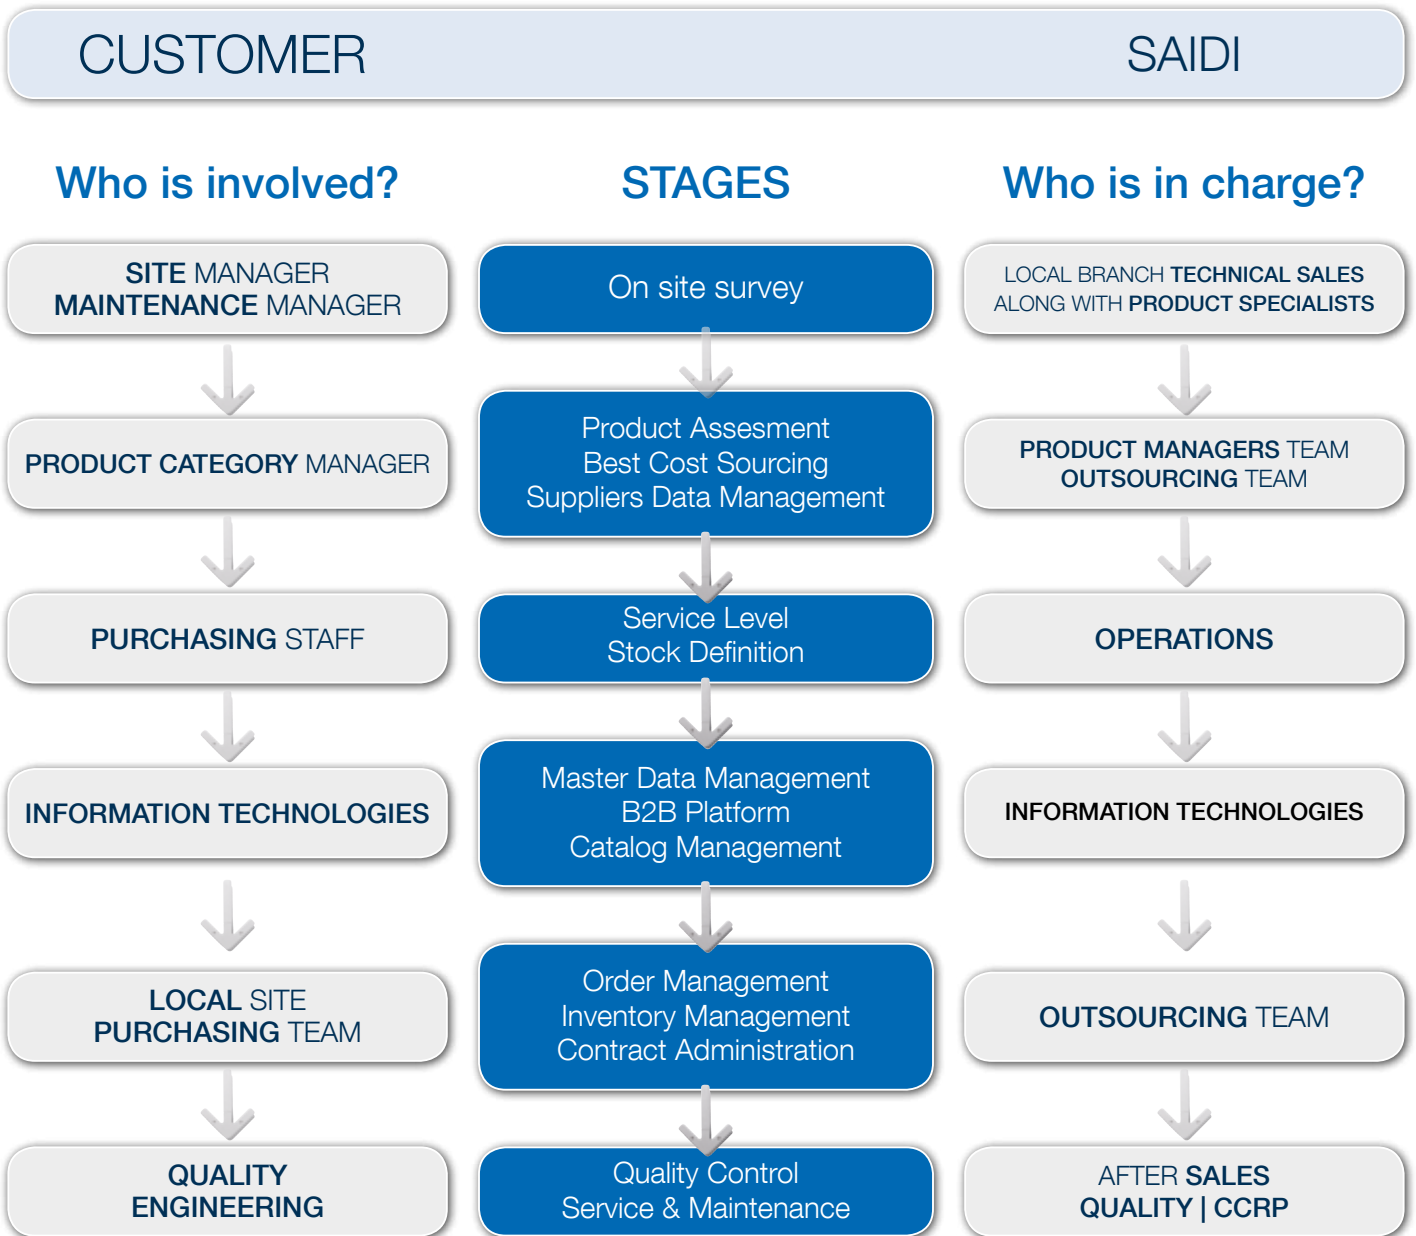 CUSTOMER
SAIDI
Who is involved?
STAGES
Who is in charge?
SITE MANAGER
MAINTENANCE MANAGER
On site survey
LOCAL BRANCH TECHNICAL SALES
ALONG WITH PRODUCT SPECIALISTS
PRODUCT CATEGORY MANAGER
Product Assesment
Best Cost Sourcing
Suppliers Data Management
PRODUCT MANAGERS TEAM
OUTSOURCING TEAM
PURCHASING STAFF
Service Level
Stock Definition
OPERATIONS
INFORMATION TECHNOLOGIES
Master Data Management
B2B Platform
Catalog Management
INFORMATION TECHNOLOGIES
LOCAL SITE
PURCHASING TEAM
Order Management
Inventory Management
Contract Administration
OUTSOURCING TEAM
QUALITY
ENGINEERING
Quality Control
Service & Maintenance
AFTER SALES
QUALITY | CCRP